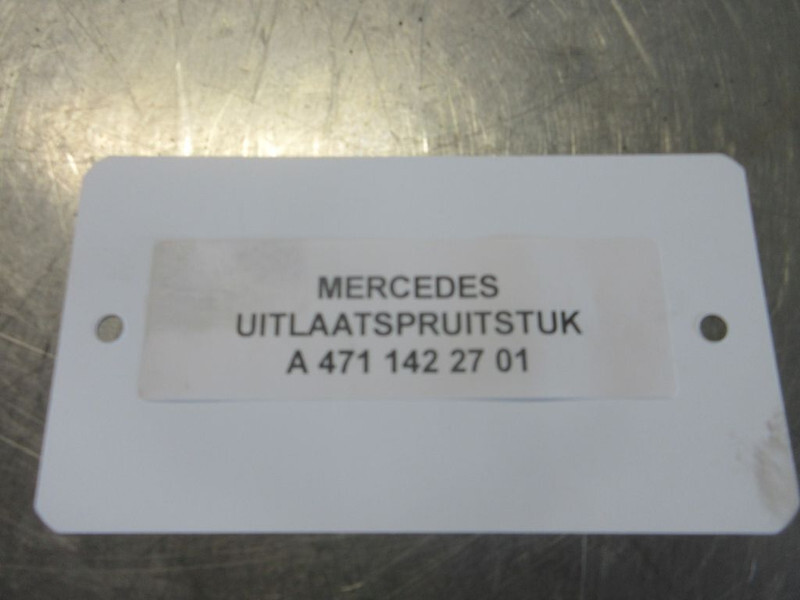 MERCEDES
UITLAATSPRUITSTUK
A 471 142 27 01